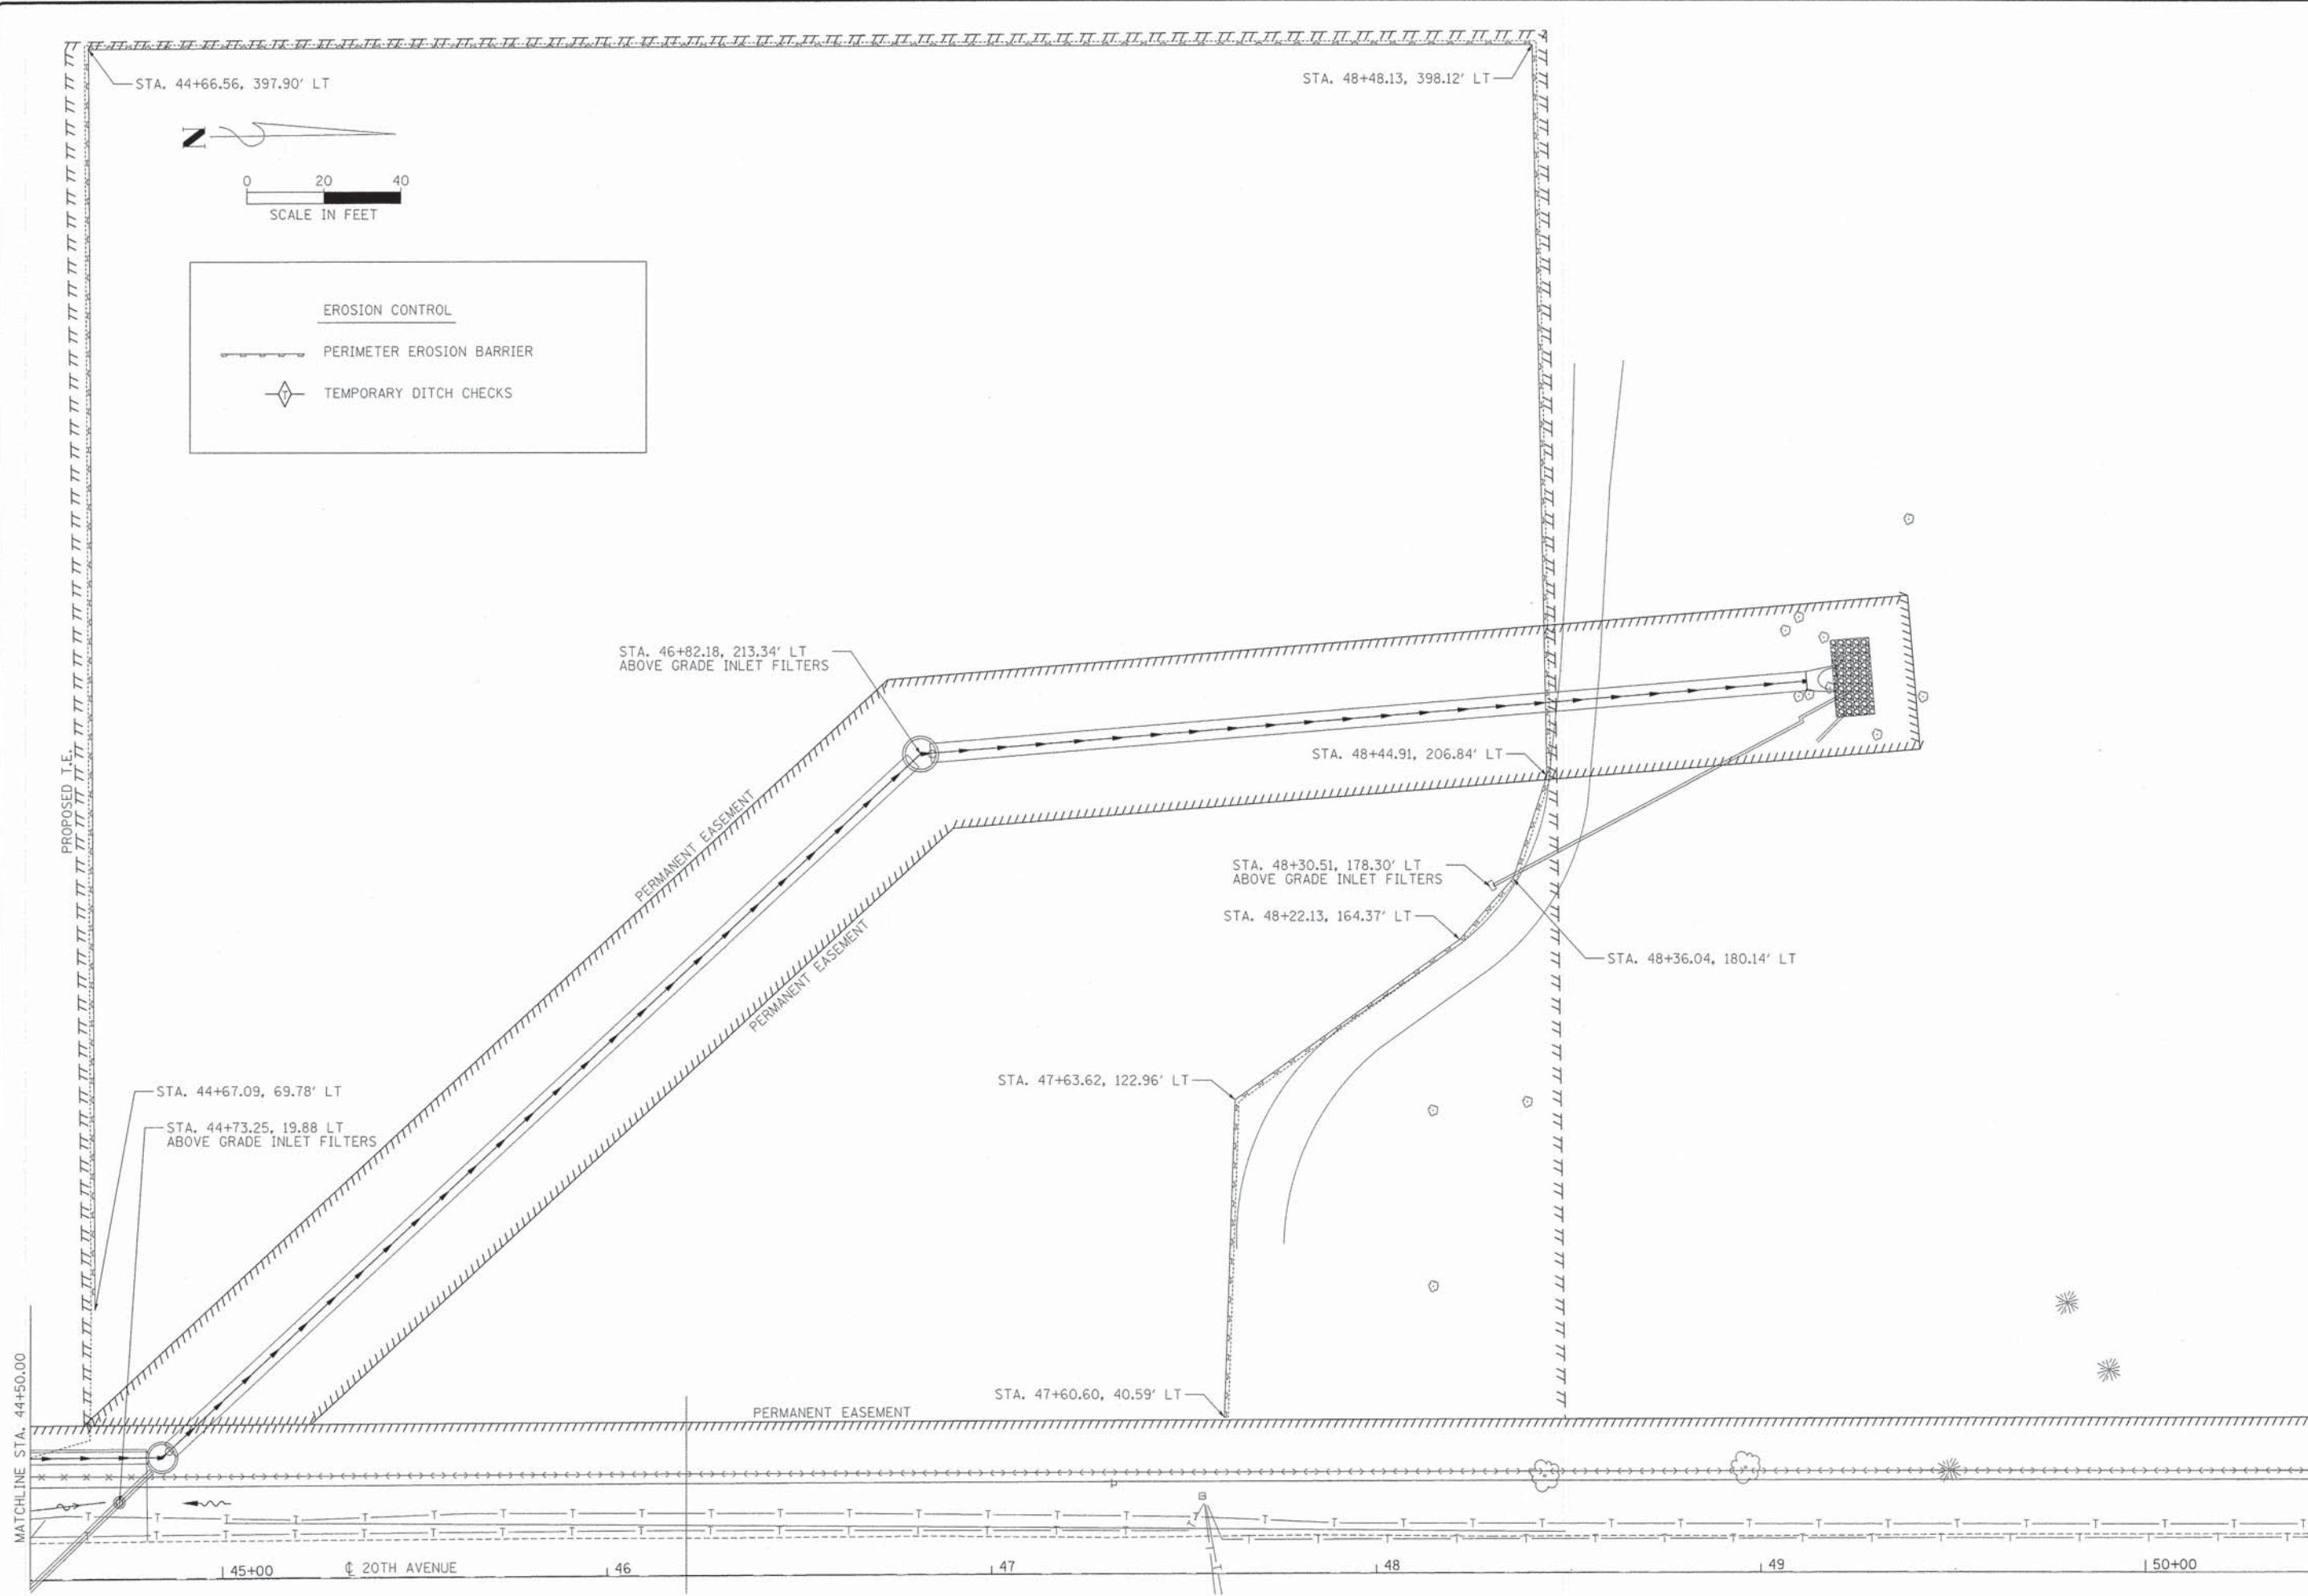 STA. 44+66.56, 397.90' LT
STA. 48+48.13, 398.12' LT
N
0 20 40
SCALE IN FEET
EROSION CONTROL
PERIMETER EROSION BARRIER
T TEMPORARY DITCH CHECKS
STA. 46+82.18, 213.34' LT
ABOVE GRADE INLET FILTERS
PROPOSED T.E.
PERMANENT EASEMENT
PERMANENT EASEMENT
STA. 48+44.91, 206.84' LT
STA. 48+30.51, 178.30' LT
ABOVE GRADE INLET FILTERS
STA. 48+22.13, 164.37' LT
STA. 48+36.04, 180.14' LT
STA. 47+63.62, 122.96' LT
STA. 44+67.09, 69.78' LT
STA. 44+73.25, 19.88 LT
ABOVE GRADE INLET FILTERS
STA. 47+60.60, 40.59' LT
PERMANENT EASEMENT
MATCHLINE STA. 44+50.00
45+00 ℄ 20TH AVENUE 46 47 48 49 50+00